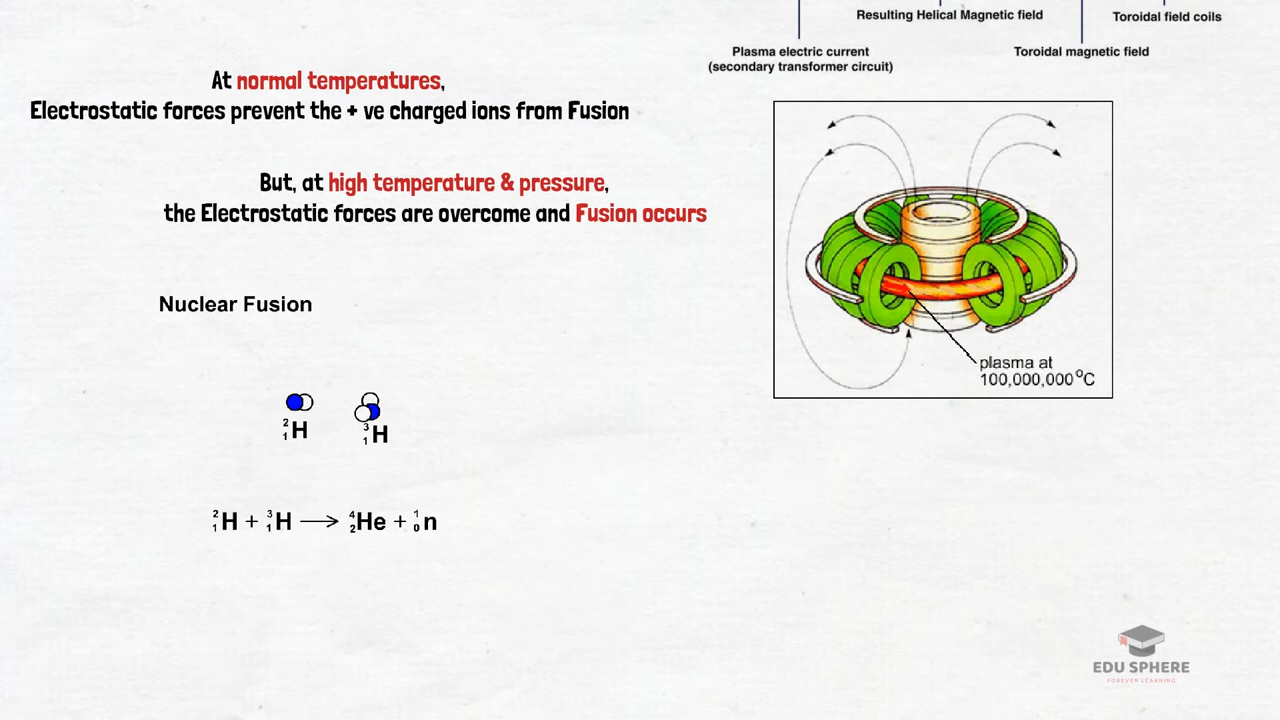 Resulting Helical Magnetic field
Toroidal field coils
Plasma electric current
(secondary transformer circuit)
Toroidal magnetic field
At normal temperatures,
Electrostatic forces prevent the + ve charged ions from Fusion
But, at high temperature & pressure,
the Electrostatic forces are overcome and Fusion occurs
Nuclear Fusion
plasma at
100,000,000 ⁰C
²₁H
³₁H
²₁H + ³₁H ⟶ ⁴₂He + ¹₀n
EDU SPHERE
FOREVER LEARNING